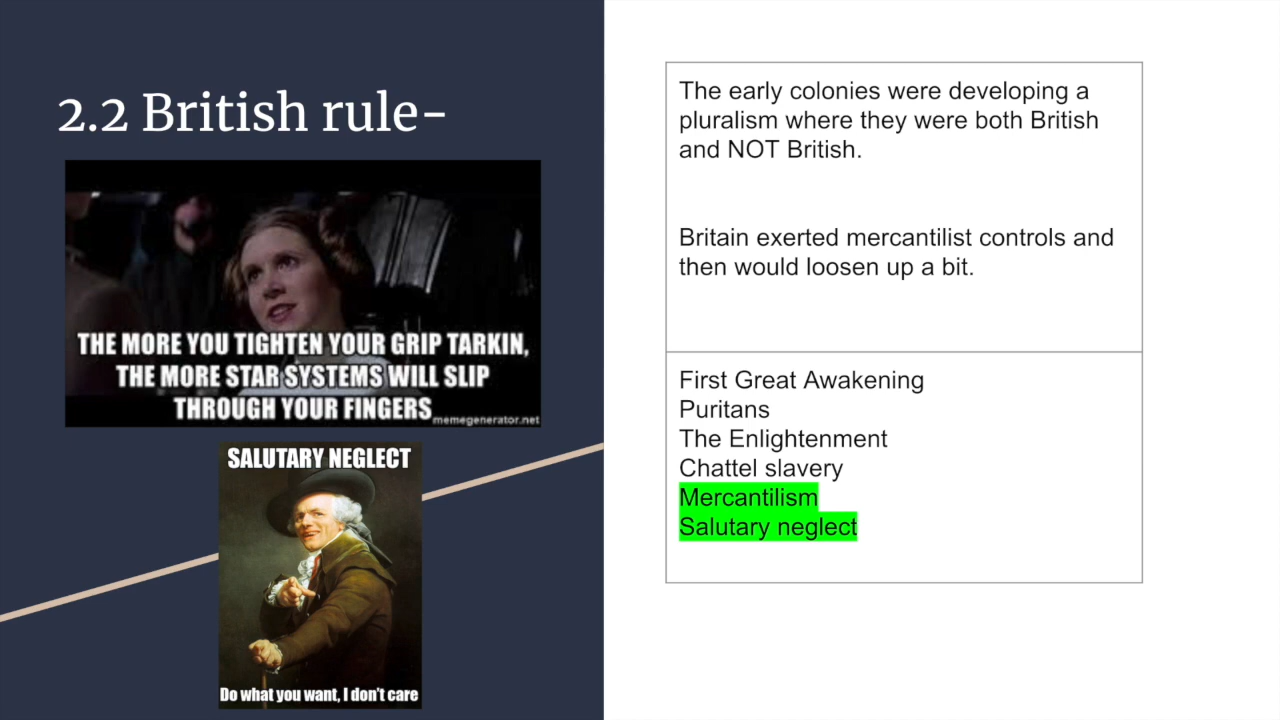 2.2 British rule-
THE MORE YOU TIGHTEN YOUR GRIP TARKIN,
THE MORE STAR SYSTEMS WILL SLIP
THROUGH YOUR FINGERS
memegenerator.net
SALUTARY NEGLECT
Do what you want, I don't care
The early colonies were developing a
pluralism where they were both British
and NOT British.
Britain exerted mercantilist controls and
then would loosen up a bit.
First Great Awakening
Puritans
The Enlightenment
Chattel slavery
Mercantilism
Salutary neglect